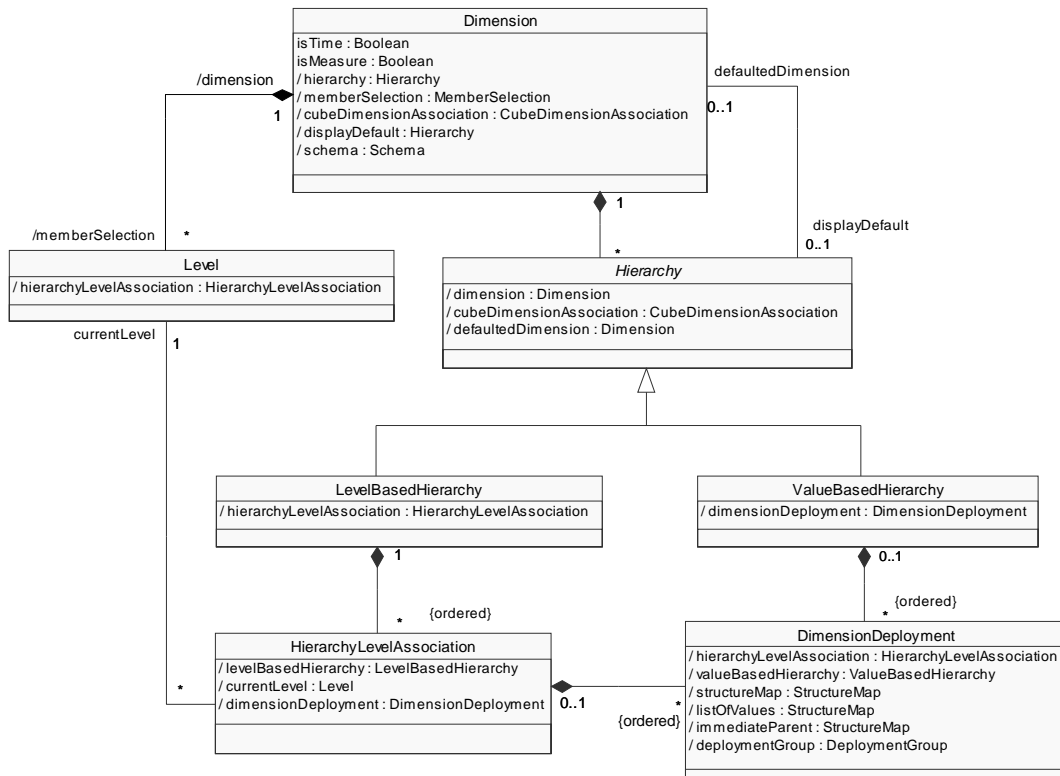 Dimension
isTime : Boolean
isMeasure : Boolean
/ hierarchy : Hierarchy
/ memberSelection : MemberSelection
/ cubeDimensionAssociation : CubeDimensionAssociation
/ displayDefault : Hierarchy
/ schema : Schema
/dimension
1
defaultedDimension
0..1
1
*
displayDefault
0..1
/memberSelection
*
Level
/ hierarchyLevelAssociation : HierarchyLevelAssociation
currentLevel
1
Hierarchy
/ dimension : Dimension
/ cubeDimensionAssociation : CubeDimensionAssociation
/ defaultedDimension : Dimension
LevelBasedHierarchy
/ hierarchyLevelAssociation : HierarchyLevelAssociation
ValueBasedHierarchy
/ dimensionDeployment : DimensionDeployment
1
*
{ordered}
0..1
*
{ordered}
HierarchyLevelAssociation
/ levelBasedHierarchy : LevelBasedHierarchy
/ currentLevel : Level
/ dimensionDeployment : DimensionDeployment
*
0..1
*
{ordered}
DimensionDeployment
/ hierarchyLevelAssociation : HierarchyLevelAssociation
/ valueBasedHierarchy : ValueBasedHierarchy
/ structureMap : StructureMap
/ listOfValues : StructureMap
/ immediateParent : StructureMap
/ deploymentGroup : DeploymentGroup